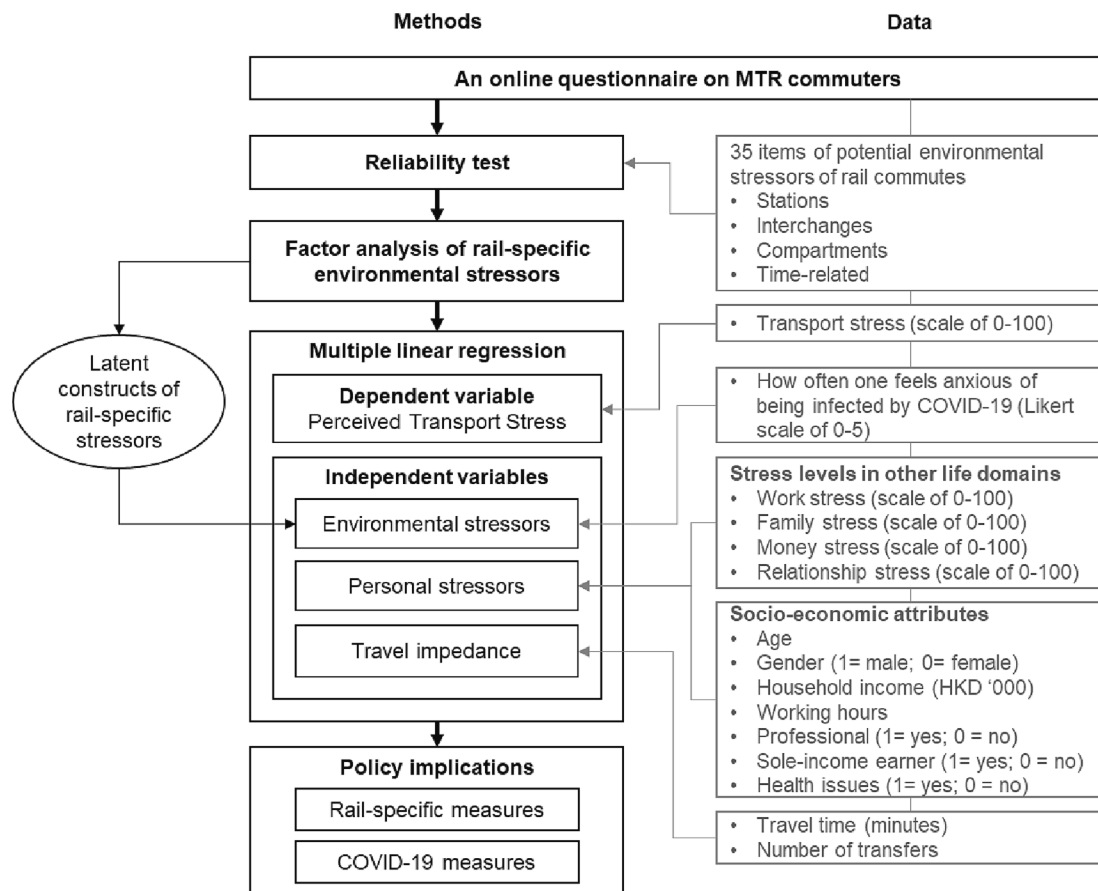 Methods
Data
An online questionnaire on MTR commuters
Reliability test
Factor analysis of rail-specific
environmental stressors
Latent
constructs of
rail-specific
stressors
Multiple linear regression
Dependent variable
Perceived Transport Stress
Independent variables
Environmental stressors
Personal stressors
Travel impedance
Policy implications
Rail-specific measures
COVID-19 measures
35 items of potential environmental
stressors of rail commutes
• Stations
• Interchanges
• Compartments
• Time-related
• Transport stress (scale of 0-100)
• How often one feels anxious of
being infected by COVID-19 (Likert
scale of 0-5)
Stress levels in other life domains
• Work stress (scale of 0-100)
• Family stress (scale of 0-100)
• Money stress (scale of 0-100)
• Relationship stress (scale of 0-100)
Socio-economic attributes
• Age
• Gender (1= male; 0= female)
• Household income (HKD ‘000)
• Working hours
• Professional (1= yes; 0 = no)
• Sole-income earner (1= yes; 0 = no)
• Health issues (1= yes; 0 = no)
• Travel time (minutes)
• Number of transfers